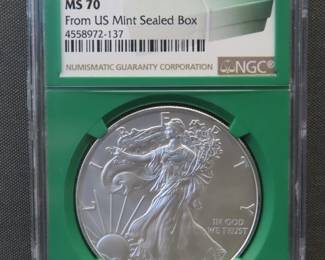 MS 70
From US Mint Sealed Box
4558972-137
NUMISMATIC GUARANTY CORPORATION
NGC®
LIBERTY
IN GOD
WE TRUST